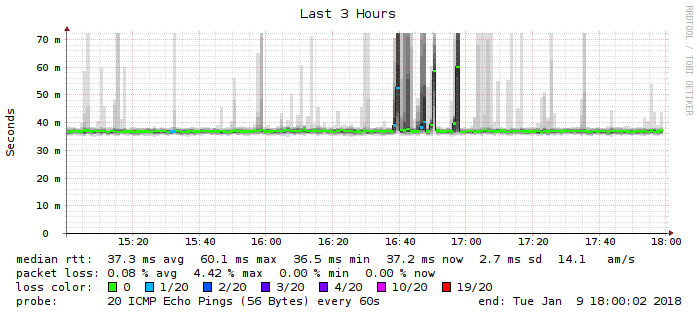 Last 3 Hours
RRDTOOL / TOBI OETIKER
Seconds
70 m
60 m
50 m
40 m
30 m
20 m
10 m
0
15:20 15:40 16:00 16:20 16:40 17:00 17:20 17:40 18:00
median rtt: 37.3 ms avg 60.1 ms max 36.5 ms min 37.2 ms now 2.7 ms sd 14.1 am/s
packet loss: 0.08 % avg 4.42 % max 0.00 % min 0.00 % now
loss color: 0 1/20 2/20 3/20 4/20 10/20 19/20
probe: 20 ICMP Echo Pings (56 Bytes) every 60s end: Tue Jan 9 18:00:02 2018